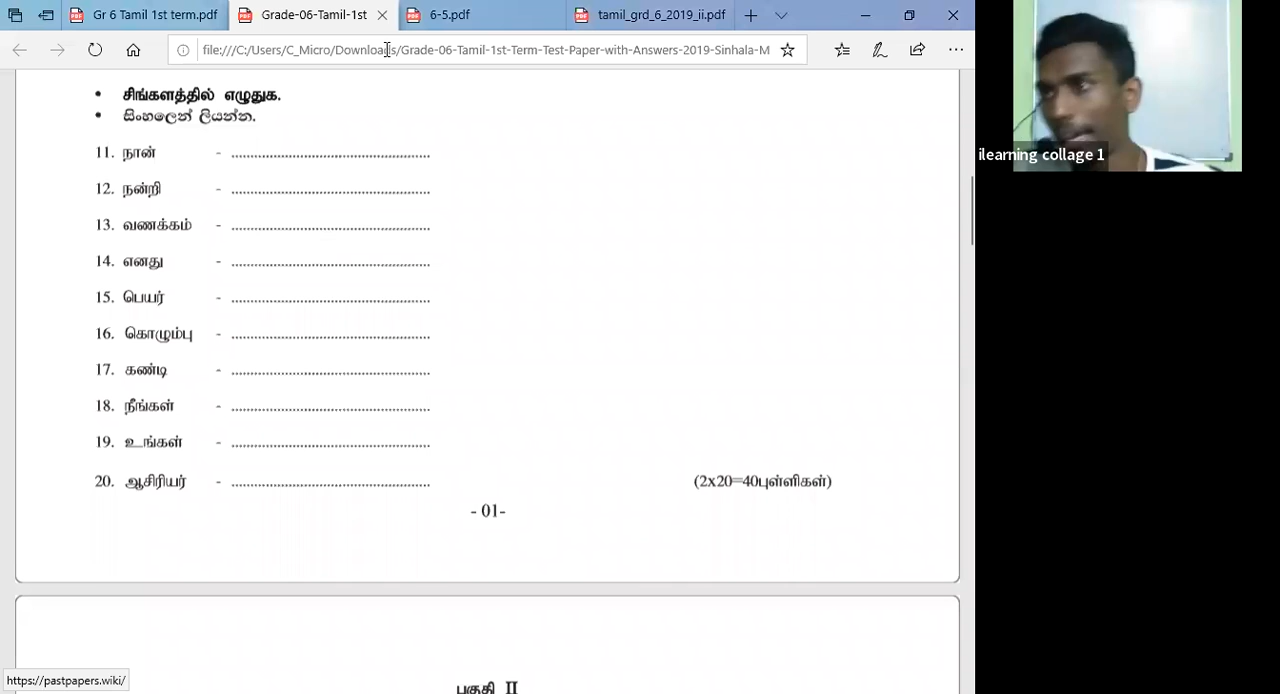 Gr 6 Tamil 1st term.pdf
Grade-06-Tamil-1st
6-5.pdf
tamil_grd_6_2019_ii.pdf
file:///C:/Users/C_Micro/Downloads/Grade-06-Tamil-1st-Term-Test-Paper-with-Answers-2019-Sinhala-M
ilearning collage 1
• சிங்களத்தில் எழுதுக.
• සිංහලෙන් ලියන්න.
11. நான் - ....................................................
12. நன்றி - ....................................................
13. வணக்கம் - ....................................................
14. எனது - ....................................................
15. பெயர் - ....................................................
16. கொழும்பு - ....................................................
17. கண்டி - ....................................................
18. நீங்கள் - ....................................................
19. உங்கள் - ....................................................
20. ஆசிரியர் - .................................................... (2x20=40புள்ளிகள்)
- 01-
பகுதி II
https://pastpapers.wiki/